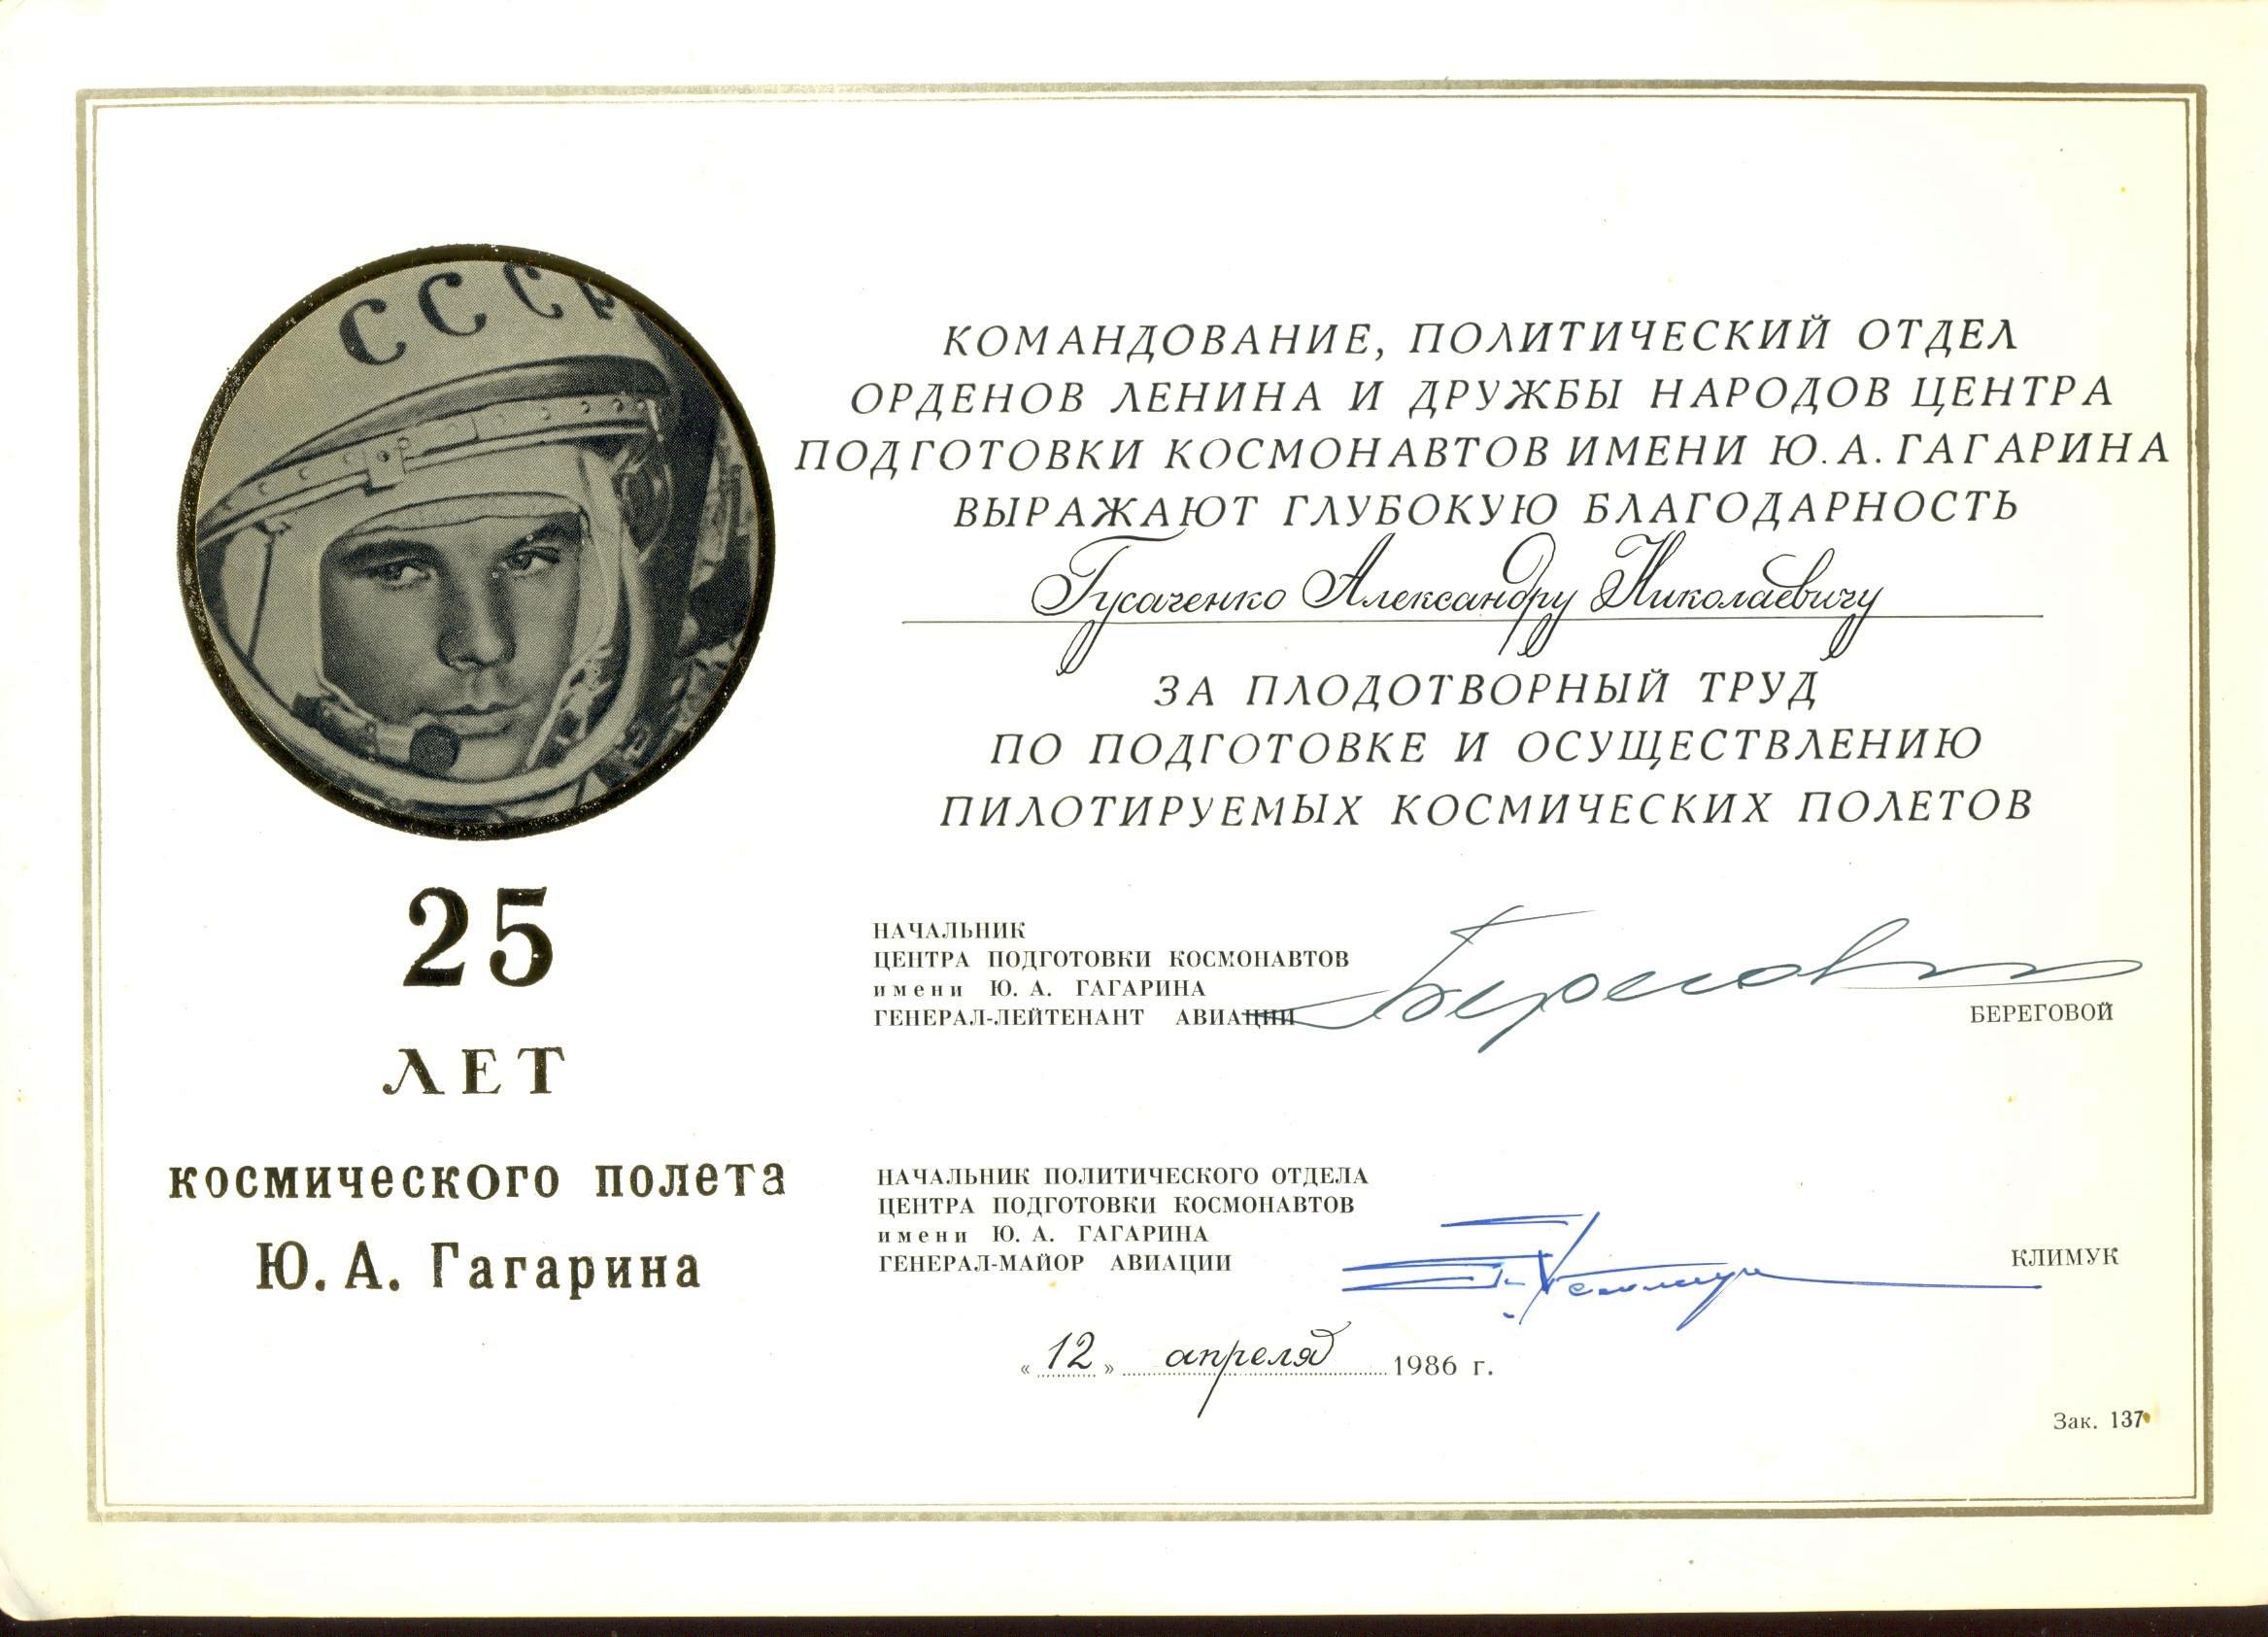 СССР
25
ЛЕТ
космического полета
Ю. А. Гагарина
КОМАНДОВАНИЕ, ПОЛИТИЧЕСКИЙ ОТДЕЛ
ОРДЕНОВ ЛЕНИНА И ДРУЖБЫ НАРОДОВ ЦЕНТРА
ПОДГОТОВКИ КОСМОНАВТОВ ИМЕНИ Ю.А.ГАГАРИНА
ВЫРАЖАЮТ ГЛУБОКУЮ БЛАГОДАРНОСТЬ
Гусаченко Александру Николаевичу
ЗА ПЛОДОТВОРНЫЙ ТРУД
ПО ПОДГОТОВКЕ И ОСУЩЕСТВЛЕНИЮ
ПИЛОТИРУЕМЫХ КОСМИЧЕСКИХ ПОЛЕТОВ
НАЧАЛЬНИК
ЦЕНТРА ПОДГОТОВКИ КОСМОНАВТОВ
имени Ю. А. ГАГАРИНА
ГЕНЕРАЛ-ЛЕЙТЕНАНТ АВИАЦИИ
БЕРЕГОВОЙ
НАЧАЛЬНИК ПОЛИТИЧЕСКОГО ОТДЕЛА
ЦЕНТРА ПОДГОТОВКИ КОСМОНАВТОВ
имени Ю. А. ГАГАРИНА
ГЕНЕРАЛ-МАЙОР АВИАЦИИ
КЛИМУК
«12» апреля 1986 г.
Зак. 137